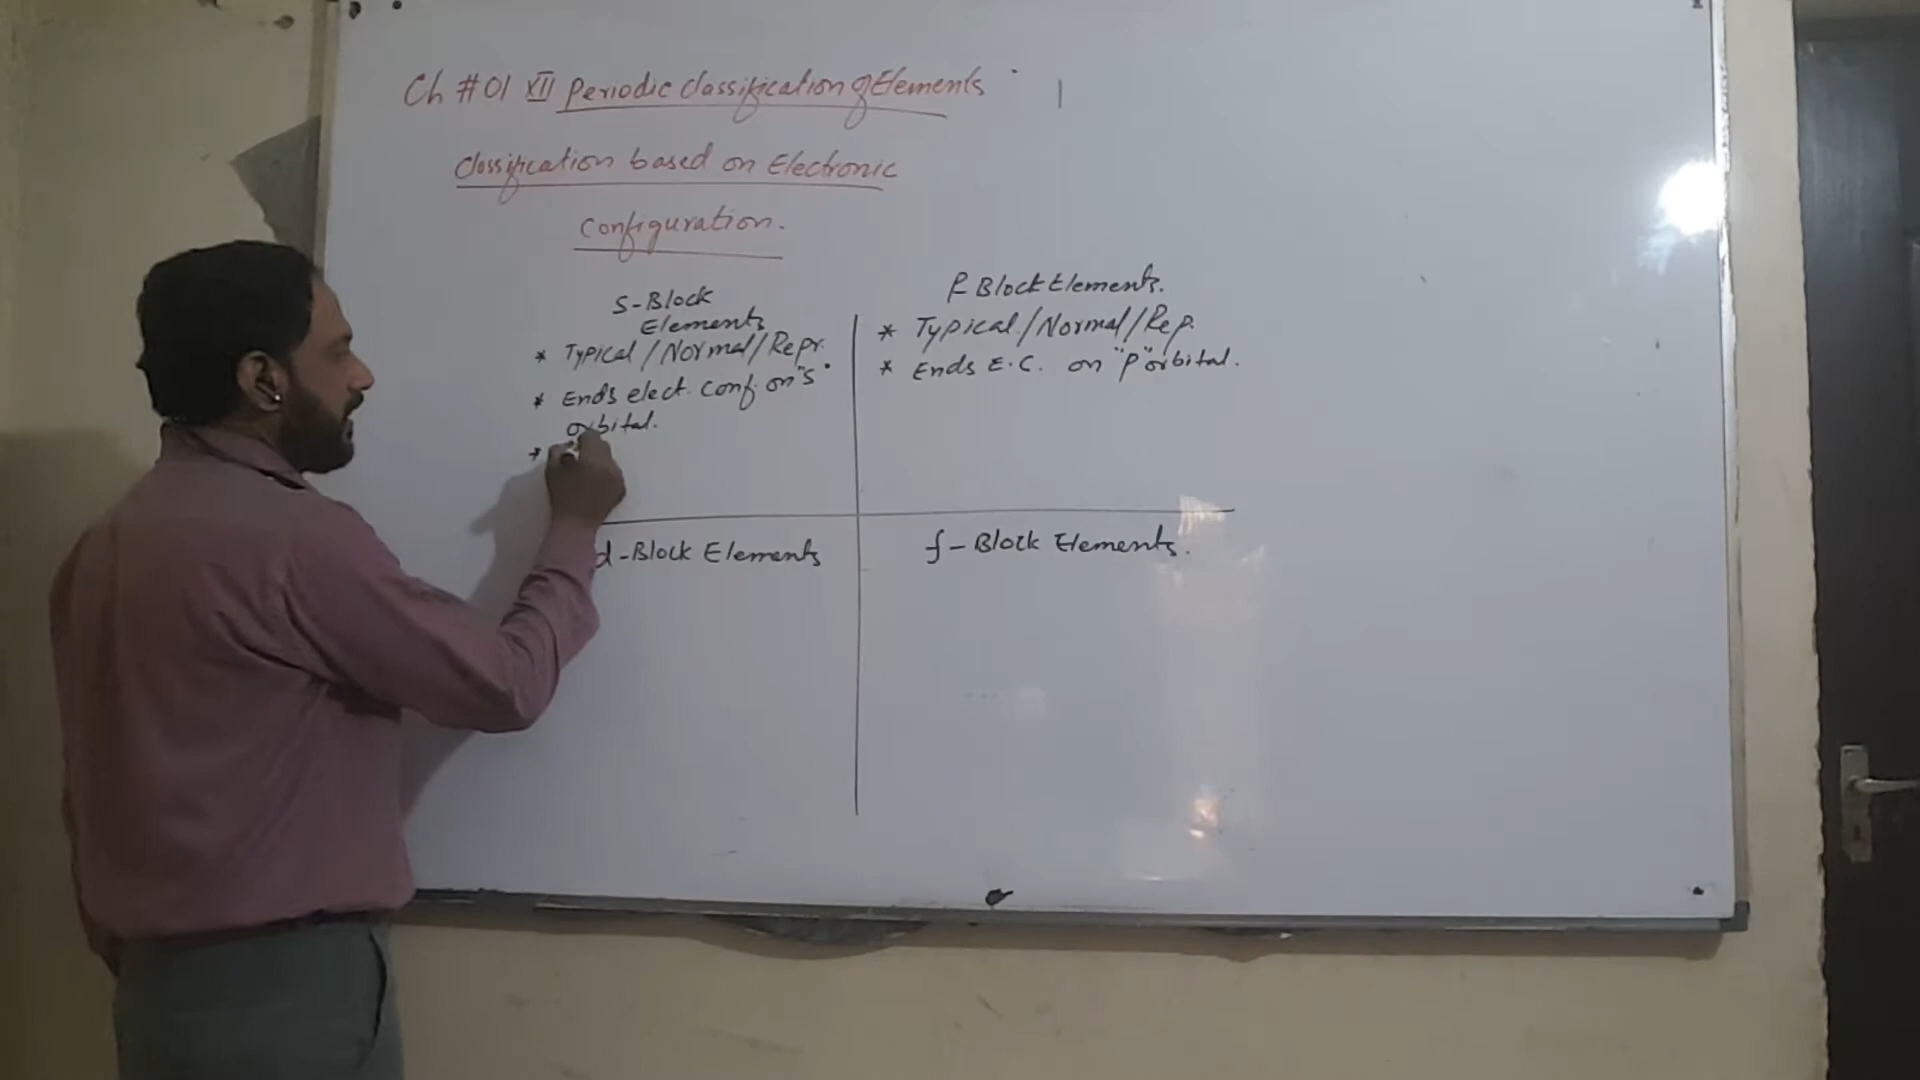 Ch #01 XII Periodic Classification of Elements
Classification based on Electronic
Configuration.
S-Block
Elements
* Typical/Normal/Repr.
* Ends elect. conf. on "s"
orbital.
*
P Block Elements.
* Typical/Normal/Rep.
* Ends E.C. on "p" orbital.
d-Block Elements
f-Block Elements.